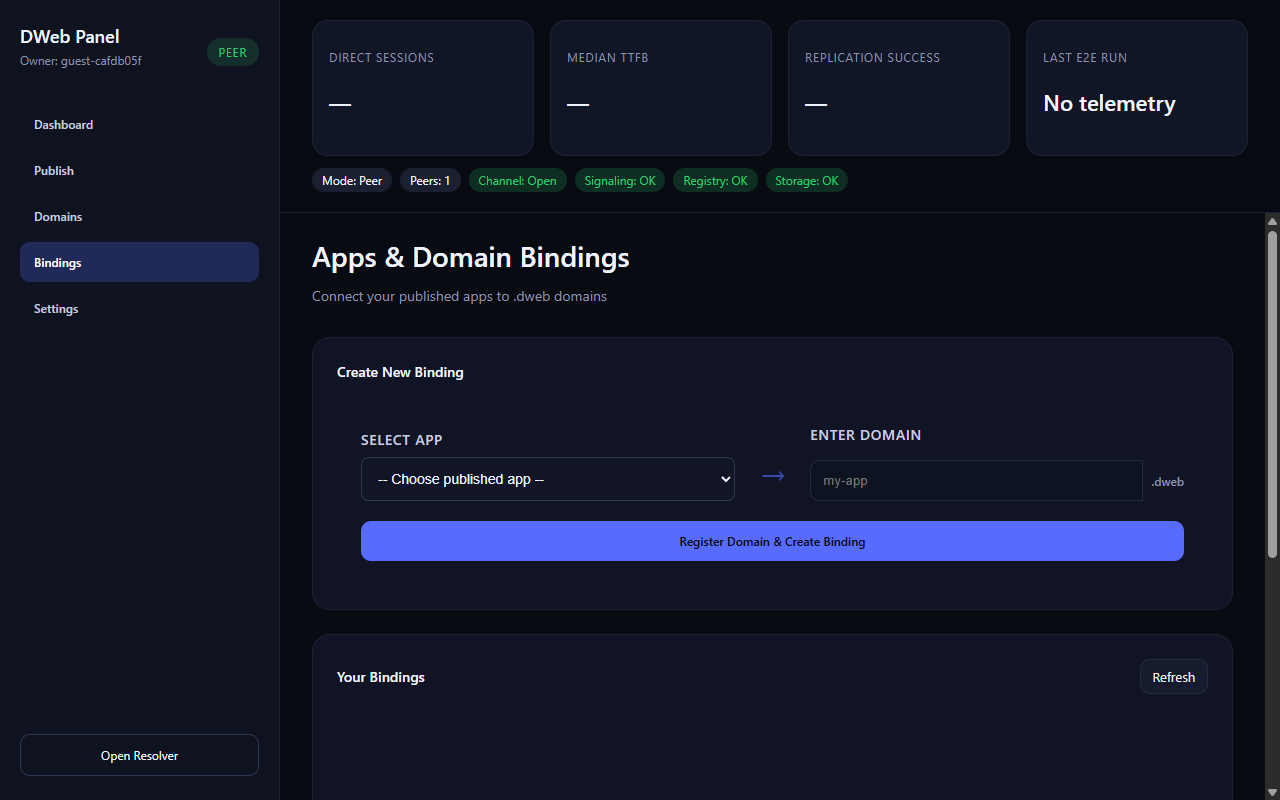 DWeb Panel
Owner: guest-cafdb05f
PEER
Dashboard
Publish
Domains
Bindings
Settings
Open Resolver
DIRECT SESSIONS
—
MEDIAN TTFB
—
REPLICATION SUCCESS
—
LAST E2E RUN
No telemetry
Mode: Peer
Peers: 1
Channel: Open
Signaling: OK
Registry: OK
Storage: OK
Apps & Domain Bindings
Connect your published apps to .dweb domains
Create New Binding
SELECT APP
-- Choose published app --
→
ENTER DOMAIN
my-app
.dweb
Register Domain & Create Binding
Your Bindings
Refresh